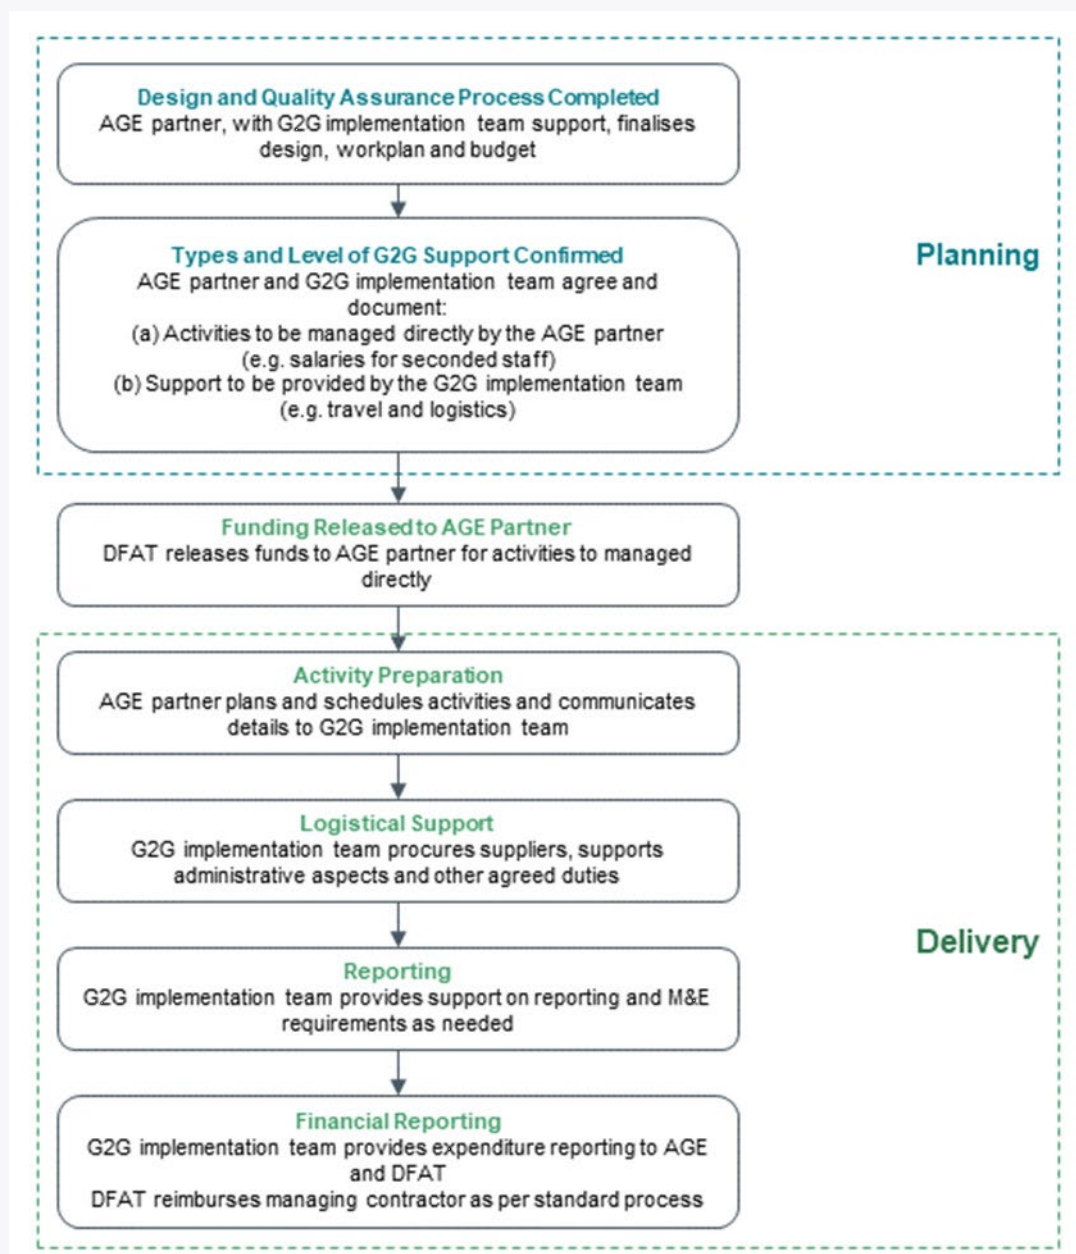 Design and Quality Assurance Process Completed
AGE partner, with G2G implementation team support, finalises
design, workplan and budget
Types and Level of G2G Support Confirmed
AGE partner and G2G implementation team agree and
document:
(a) Activities to be managed directly by the AGE partner
(e.g. salaries for seconded staff)
(b) Support to be provided by the G2G implementation team
(e.g. travel and logistics)
Planning
Funding Released to AGE Partner
DFAT releases funds to AGE partner for activities to managed
directly
Activity Preparation
AGE partner plans and schedules activities and communicates
details to G2G implementation team
Logistical Support
G2G implementation team procures suppliers, supports
administrative aspects and other agreed duties
Delivery
Reporting
G2G implementation team provides support on reporting and M&E
requirements as needed
Financial Reporting
G2G implementation team provides expenditure reporting to AGE
and DFAT
DFAT reimburses managing contractor as per standard process